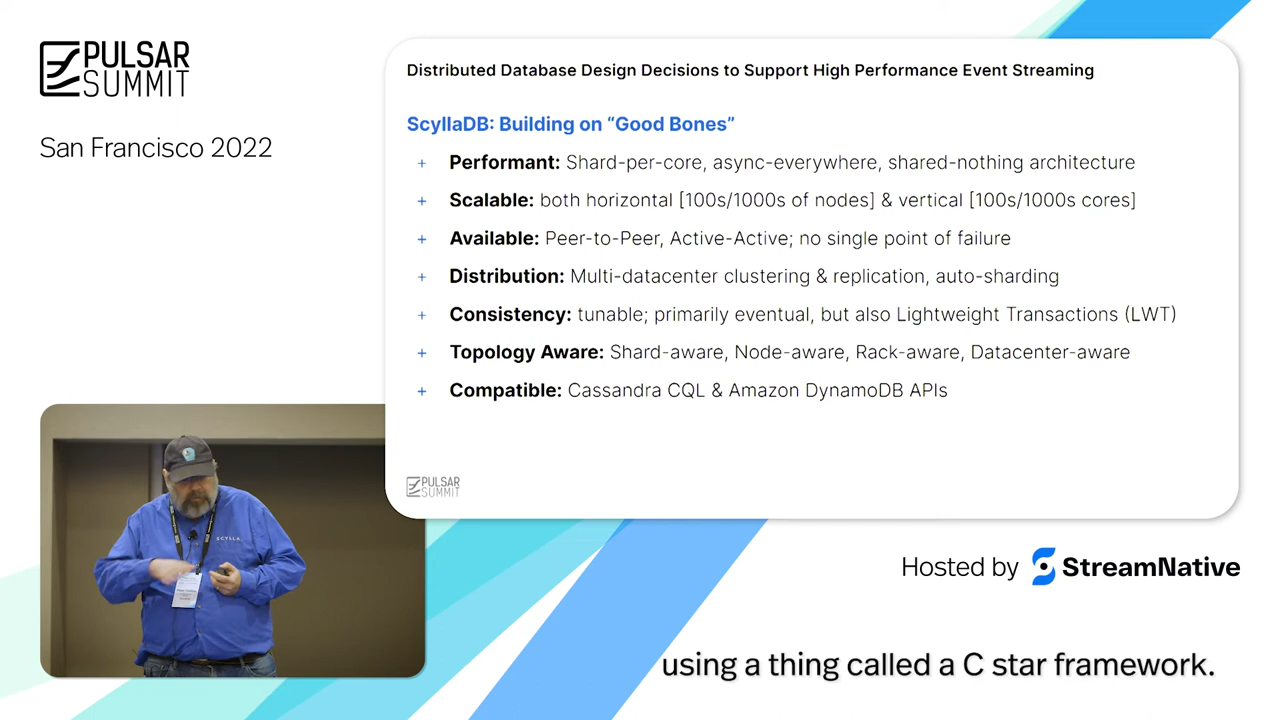 PULSAR
SUMMIT
San Francisco 2022
Distributed Database Design Decisions to Support High Performance Event Streaming
ScyllaDB: Building on “Good Bones”
+ Performant: Shard-per-core, async-everywhere, shared-nothing architecture
+ Scalable: both horizontal [100s/1000s of nodes] & vertical [100s/1000s cores]
+ Available: Peer-to-Peer, Active-Active; no single point of failure
+ Distribution: Multi-datacenter clustering & replication, auto-sharding
+ Consistency: tunable; primarily eventual, but also Lightweight Transactions (LWT)
+ Topology Aware: Shard-aware, Node-aware, Rack-aware, Datacenter-aware
+ Compatible: Cassandra CQL & Amazon DynamoDB APIs
PULSAR
SUMMIT
SCYLLA
Hosted by StreamNative
using a thing called a C star framework.